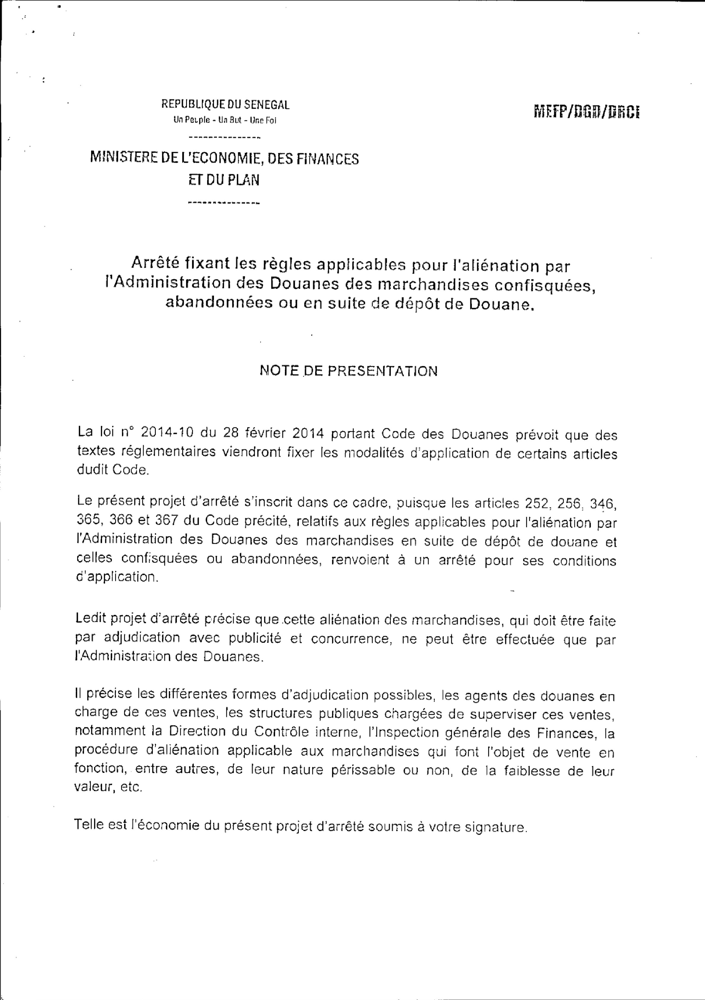 REPUBLIQUE DU SENEGAL
Un Peuple - Un But - Une Foi
---------------
MEFP/DGD/DRCI
MINISTERE DE L'ECONOMIE, DES FINANCES
ET DU PLAN
---------------
Arrêté fixant les règles applicables pour l'aliénation par
l'Administration des Douanes des marchandises confisquées,
abandonnées ou en suite de dépôt de Douane.
NOTE DE PRESENTATION
La loi n° 2014-10 du 28 février 2014 portant Code des Douanes prévoit que des
textes réglementaires viendront fixer les modalités d'application de certains articles
dudit Code.
Le présent projet d'arrêté s'inscrit dans ce cadre, puisque les articles 252, 256, 346,
365, 366 et 367 du Code précité, relatifs aux règles applicables pour l'aliénation par
l'Administration des Douanes des marchandises en suite de dépôt de douane et
celles confisquées ou abandonnées, renvoient à un arrêté pour ses conditions
d'application.
Ledit projet d'arrêté précise que cette aliénation des marchandises, qui doit être faite
par adjudication avec publicité et concurrence, ne peut être effectuée que par
l'Administration des Douanes.
Il précise les différentes formes d'adjudication possibles, les agents des douanes en
charge de ces ventes, les structures publiques chargées de superviser ces ventes,
notamment la Direction du Contrôle interne, l'Inspection générale des Finances, la
procédure d'aliénation applicable aux marchandises qui font l'objet de vente en
fonction, entre autres, de leur nature périssable ou non, de la faiblesse de leur
valeur, etc.
Telle est l'économie du présent projet d'arrêté soumis à votre signature.